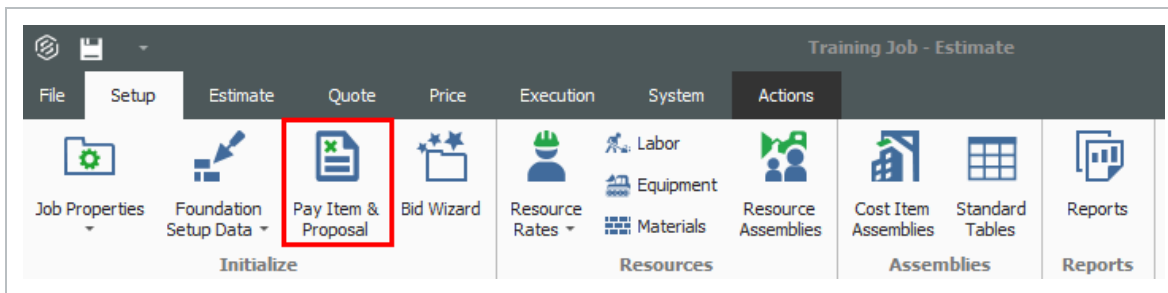 Training Job - Estimate
File Setup Estimate Quote Price Execution System Actions
Job Properties
Foundation
Setup Data
Pay Item &
Proposal
Bid Wizard
Resource
Rates
Labor
Equipment
Materials
Resource
Assemblies
Cost Item
Assemblies
Standard
Tables
Reports
Initialize Resources Assemblies Reports